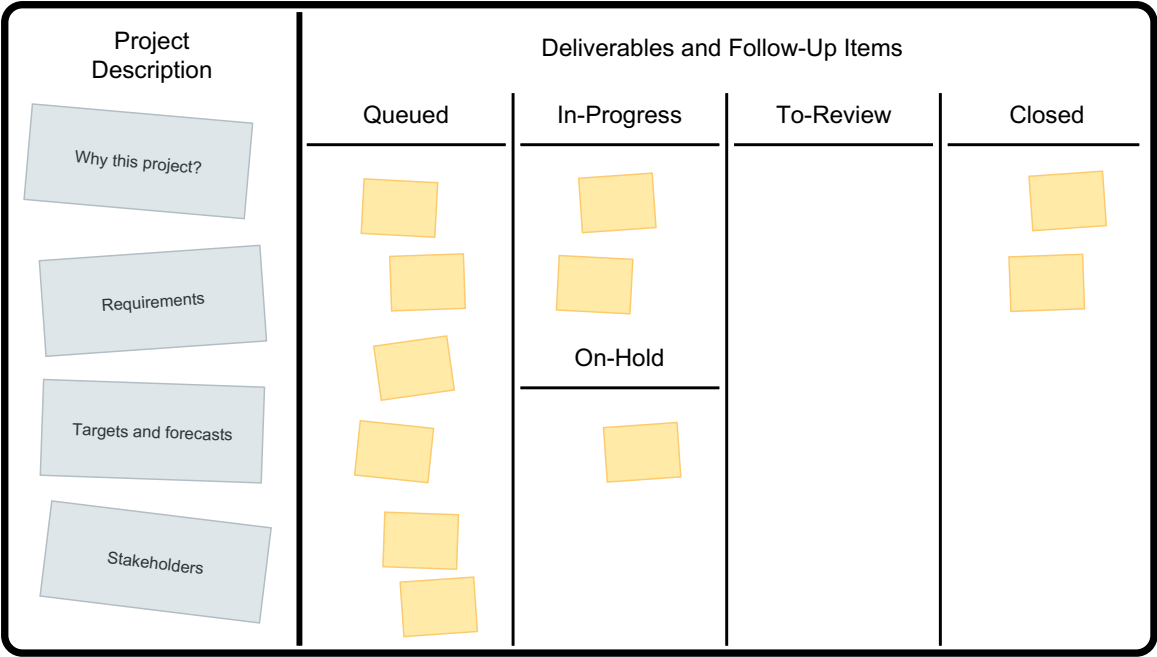 Project
Description
Why this project?
Requirements
Targets and forecasts
Stakeholders
Deliverables and Follow-Up Items
Queued
In-Progress
To-Review
Closed
On-Hold